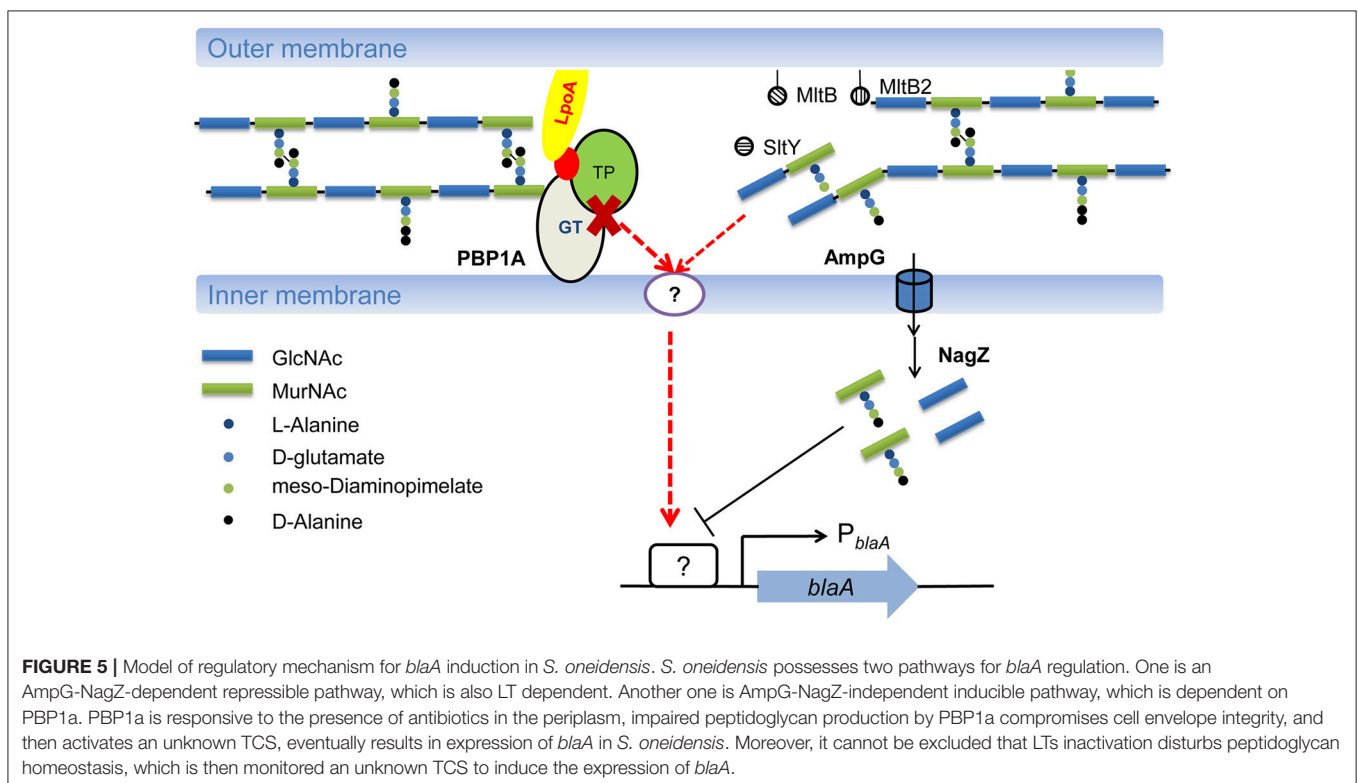 Outer membrane
LpoA
MltB
MltB2
SltY
TP
GT
PBP1A
AmpG
?
Inner membrane
NagZ
GlcNAc
MurNAc
L-Alanine
D-glutamate
meso-Diaminopimelate
D-Alanine
PblaA
?
blaA
FIGURE 5 | Model of regulatory mechanism for blaA induction in S. oneidensis. S. oneidensis possesses two pathways for blaA regulation. One is an
AmpG-NagZ-dependent repressible pathway, which is also LT dependent. Another one is AmpG-NagZ-independent inducible pathway, which is dependent on
PBP1a. PBP1a is responsive to the presence of antibiotics in the periplasm, impaired peptidoglycan production by PBP1a compromises cell envelope integrity, and
then activates an unknown TCS, eventually results in expression of blaA in S. oneidensis. Moreover, it cannot be excluded that LTs inactivation disturbs peptidoglycan
homeostasis, which is then monitored an unknown TCS to induce the expression of blaA.